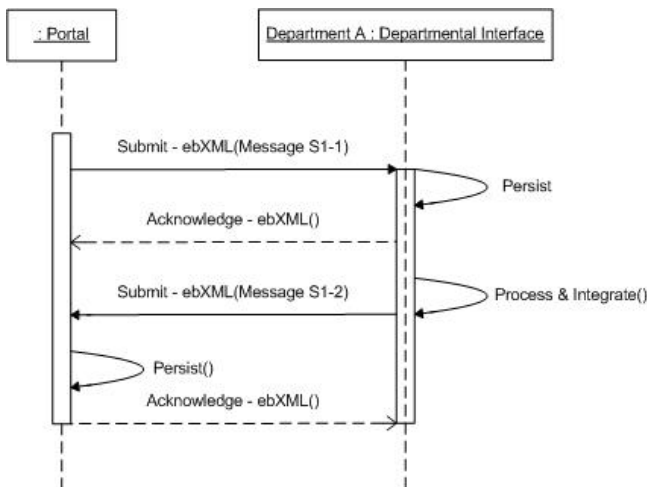 : Portal
Department A : Departmental Interface
Submit - ebXML(Message S1-1)
Persist
Acknowledge - ebXML()
Submit - ebXML(Message S1-2)
Process & Integrate()
Persist()
Acknowledge - ebXML()